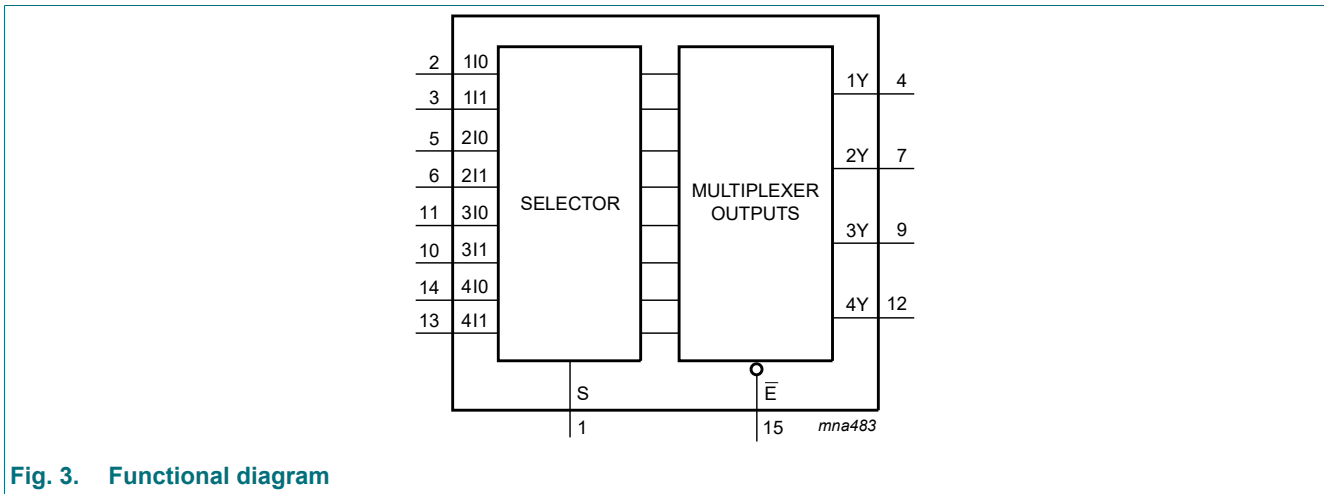 2 1I0
3 1I1
5 2I0
6 2I1
11 3I0
10 3I1
14 4I0
13 4I1
SELECTOR
MULTIPLEXER
OUTPUTS
1Y 4
2Y 7
3Y 9
4Y 12
S
1
E̅
15
mna483
Fig. 3. Functional diagram